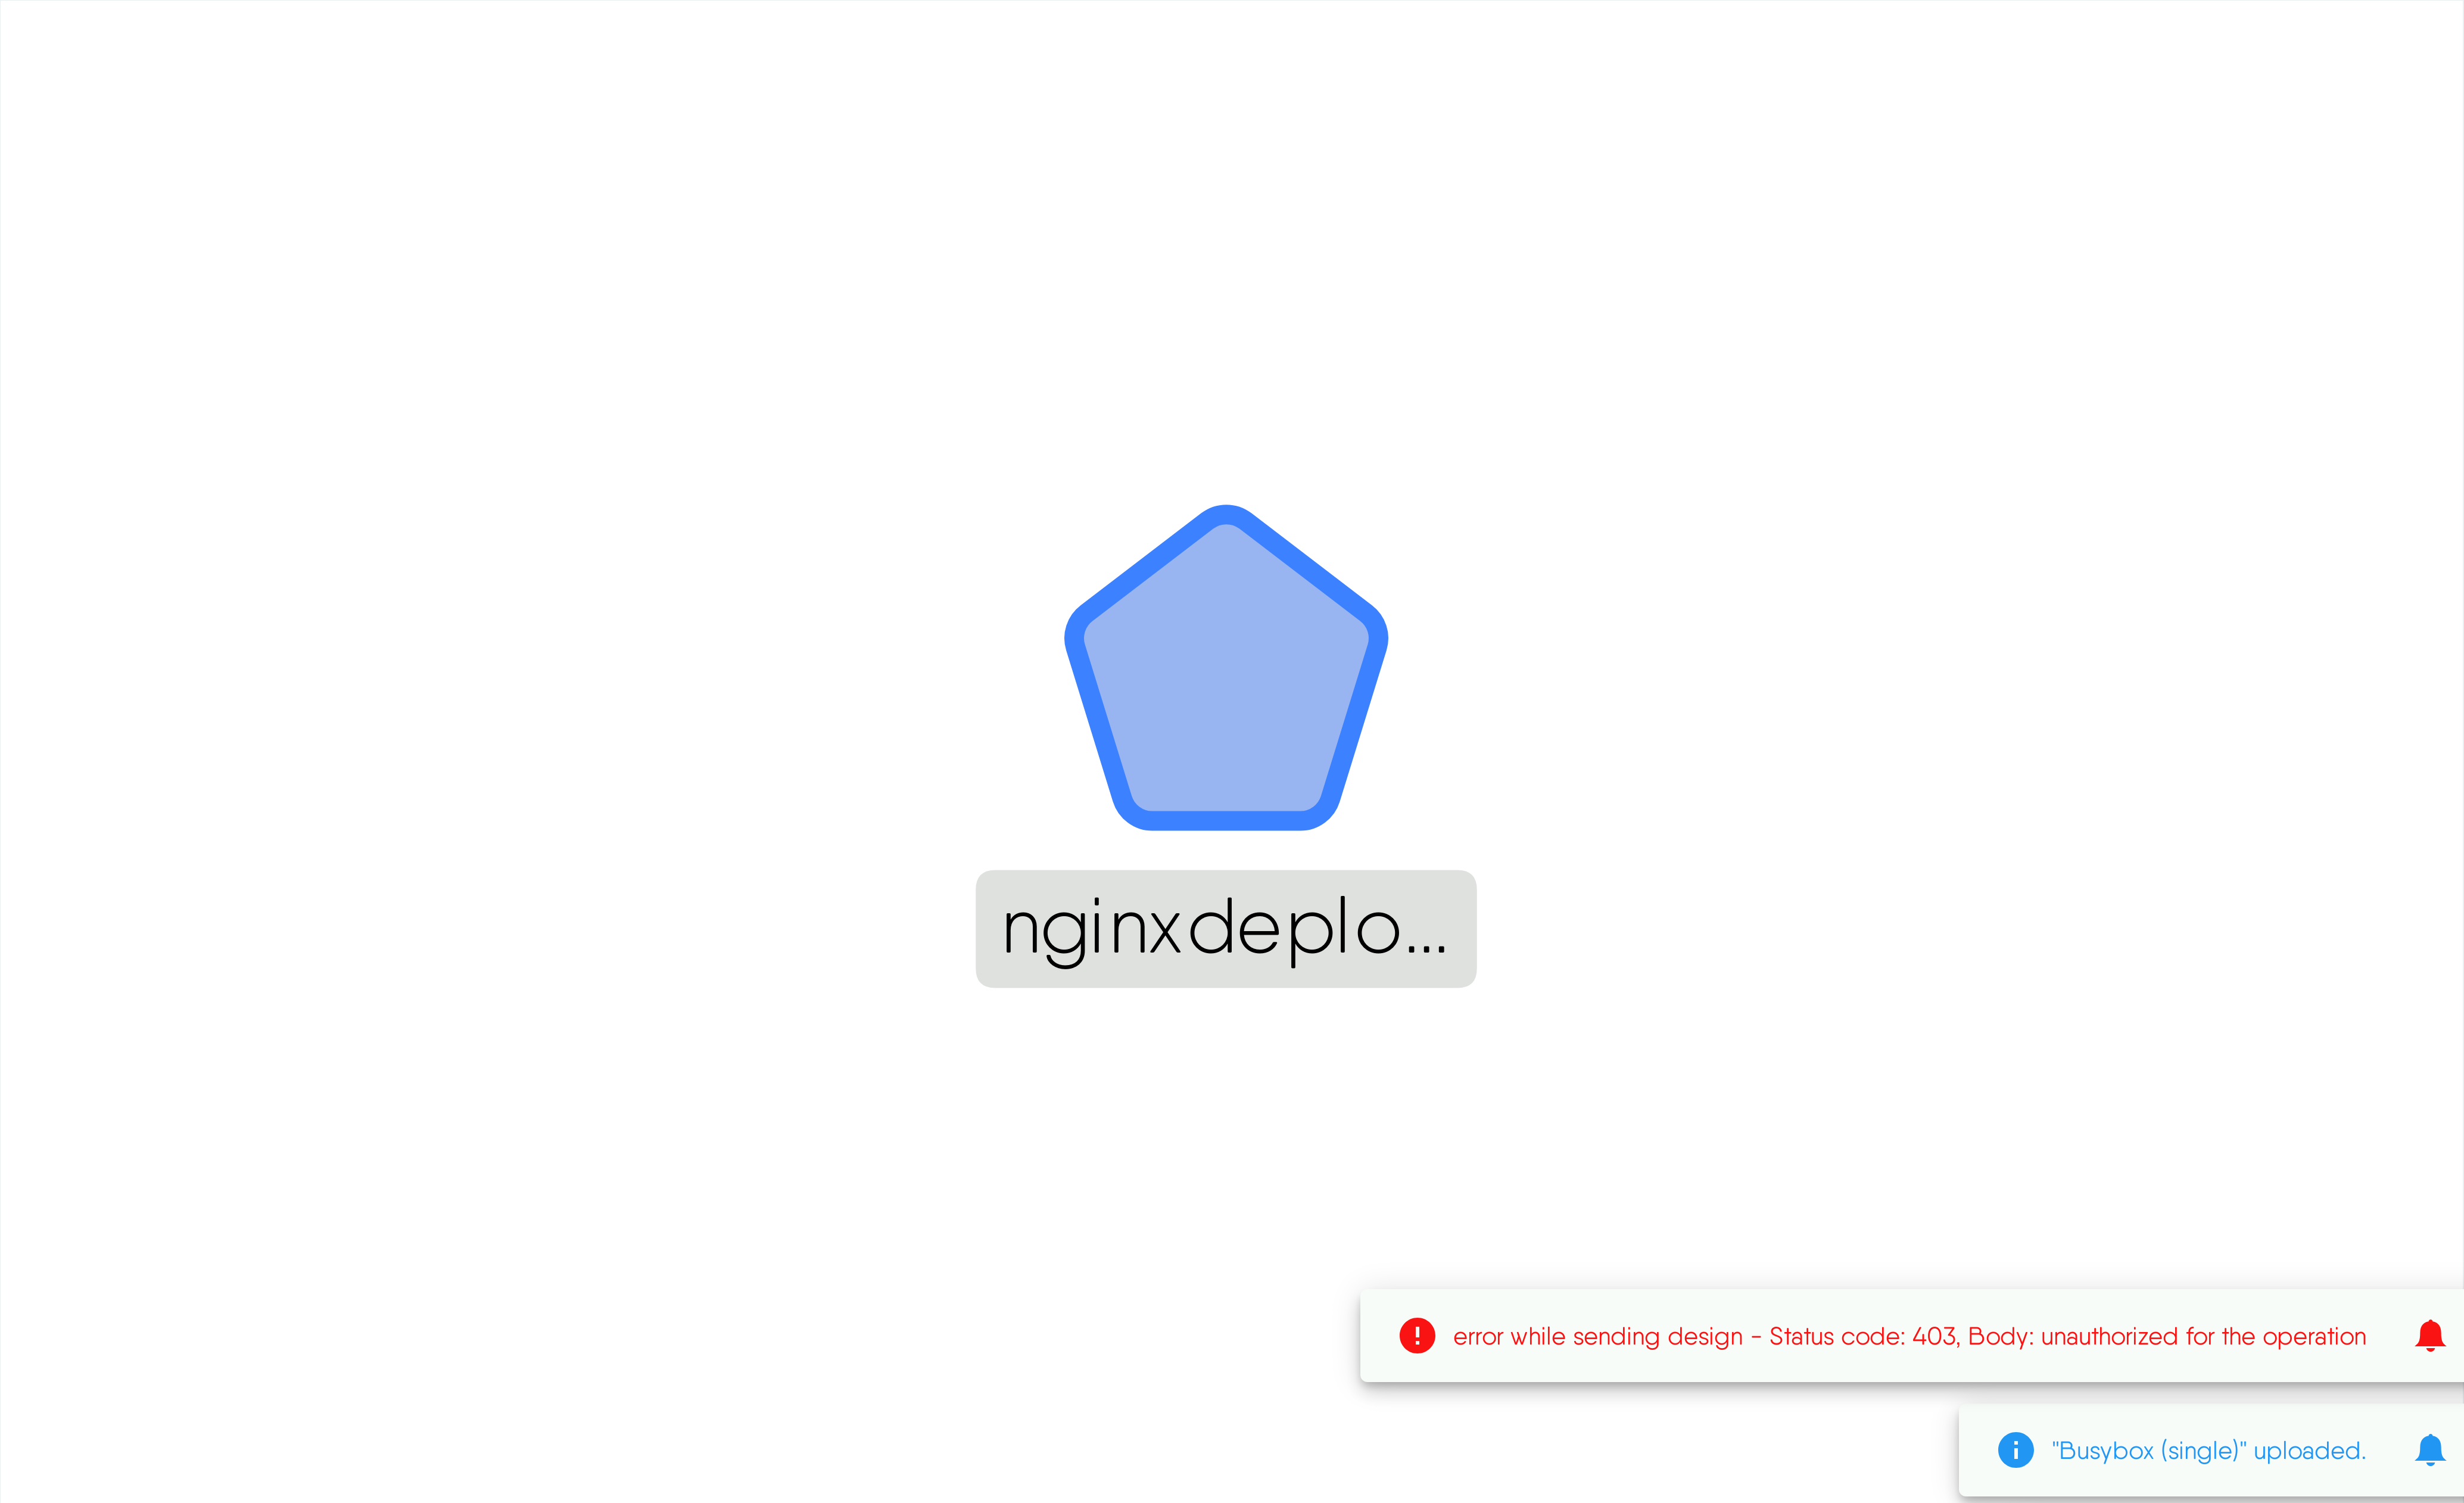 nginxdeplo...
error while sending design - Status code: 403, Body: unauthorized for the operation
"Busybox (single)" uploaded.